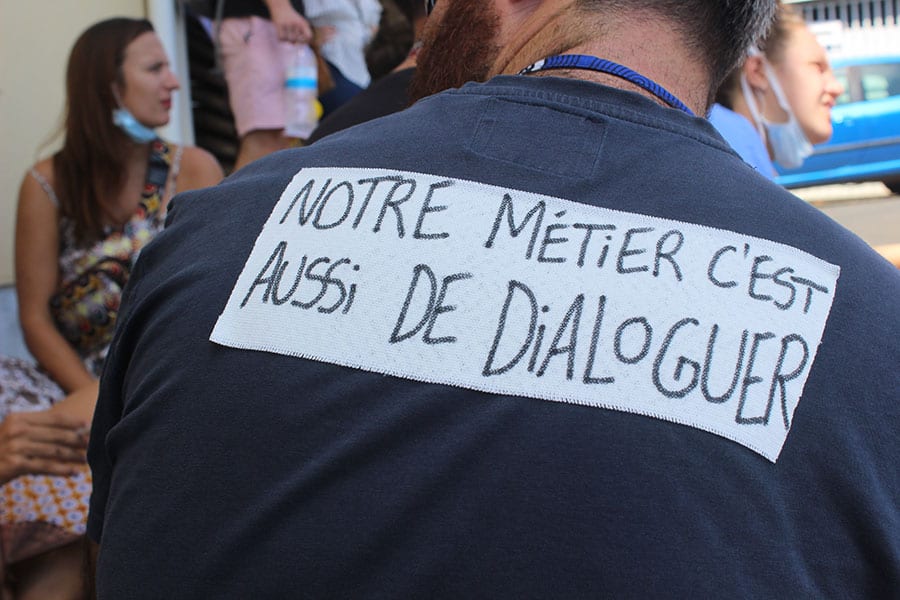 NOTRE MÉTiER C'EST
AUSSi DE DiALOGUER